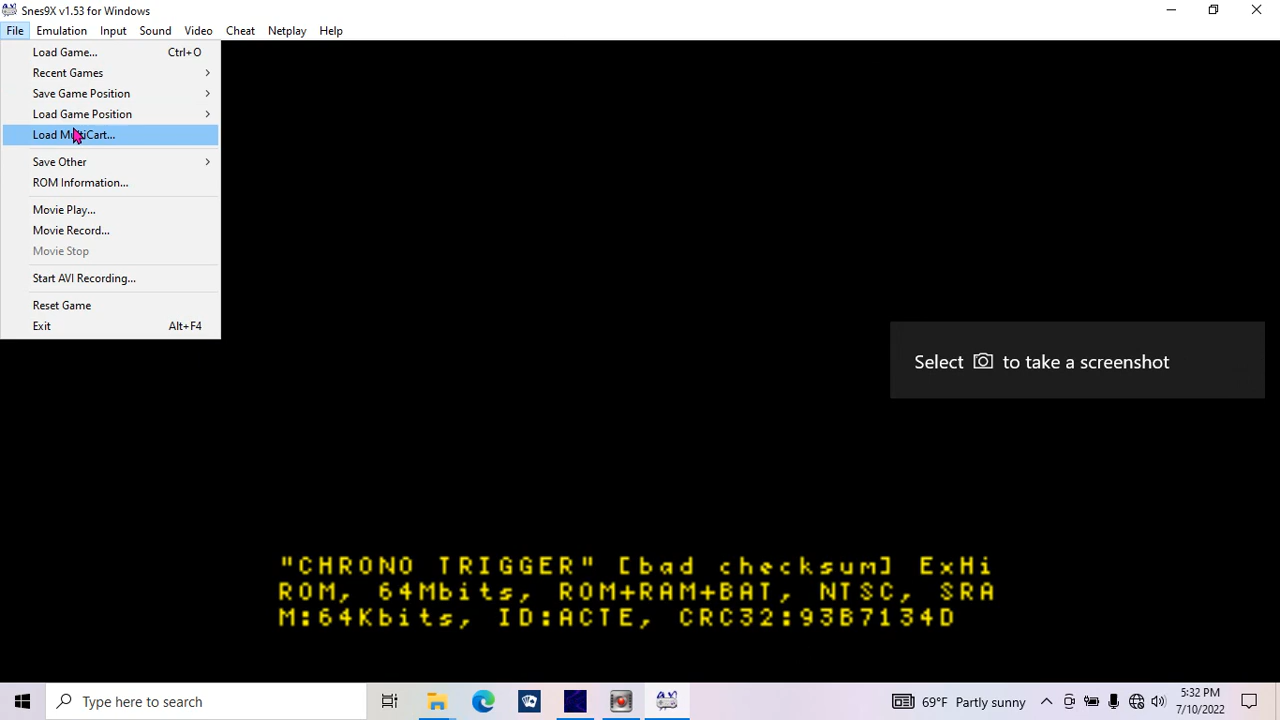 Snes9X v1.53 for Windows
File Emulation Input Sound Video Cheat Netplay Help
Load Game... Ctrl+O
Recent Games
Save Game Position
Load Game Position
Load MultiCart...
Save Other
ROM Information...
Movie Play...
Movie Record...
Movie Stop
Start AVI Recording...
Reset Game
Exit Alt+F4
Select to take a screenshot
"CHRONO TRIGGER" [bad checksum] ExHi
ROM, 64Mbits, ROM+RAM+BAT, NTSC, SRA
M:64Kbits, ID:ACTE, CRC32:93B7134D
Type here to search
69°F Partly sunny
5:32 PM
7/10/2022